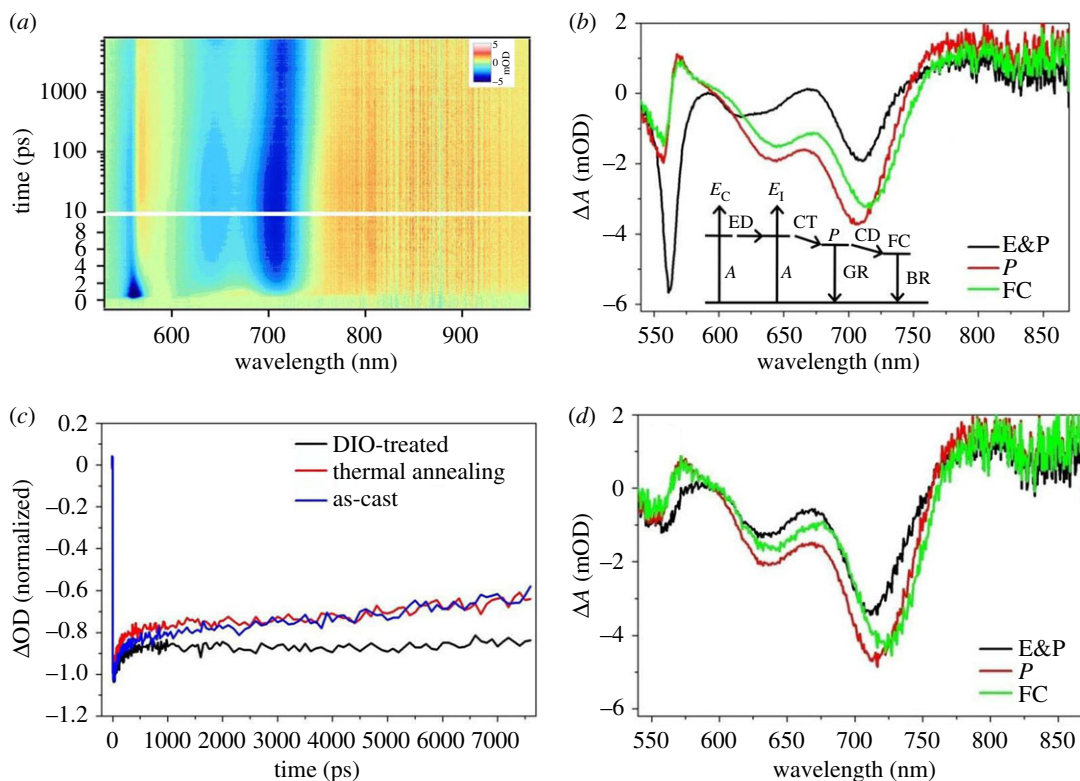 (a)
5
0
−5
mOD
1000
100
10
8
6
4
2
0
time (ps)
600 700 800 900
wavelength (nm)
(b)
2
0
−2
−4
−6
ΔA (mOD)
E_C E_I
ED CT P CD FC
A A GR BR
E&P
P
FC
550 600 650 700 750 800 850
wavelength (nm)
(c)
0.2
0
−0.2
−0.4
−0.6
−0.8
−1.0
−1.2
ΔOD (normalized)
DIO-treated
thermal annealing
as-cast
0 1000 2000 3000 4000 5000 6000 7000
time (ps)
(d)
2
0
−2
−4
−6
ΔA (mOD)
E&P
P
FC
550 600 650 700 750 800 850
wavelength (nm)